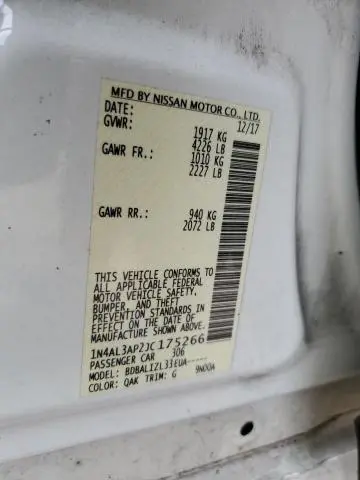 MFD BY NISSAN MOTOR CO., LTD.
DATE: 12/17
GVWR: 1917 KG
4226 LB
GAWR FR.: 1010 KG
2227 LB
GAWR RR.: 940 KG
2072 LB
THIS VEHICLE CONFORMS TO
ALL APPLICABLE FEDERAL
MOTOR VEHICLE SAFETY,
BUMPER, AND THEFT
PREVENTION STANDARDS IN
EFFECT ON THE DATE OF
MANUFACTURE SHOWN ABOVE.
1N4AL3AP2JC175266
PASSENGER CAR 306
MODEL: BDBALIZL33EUA-----
COLOR: QAK TRIM: G 9N00A